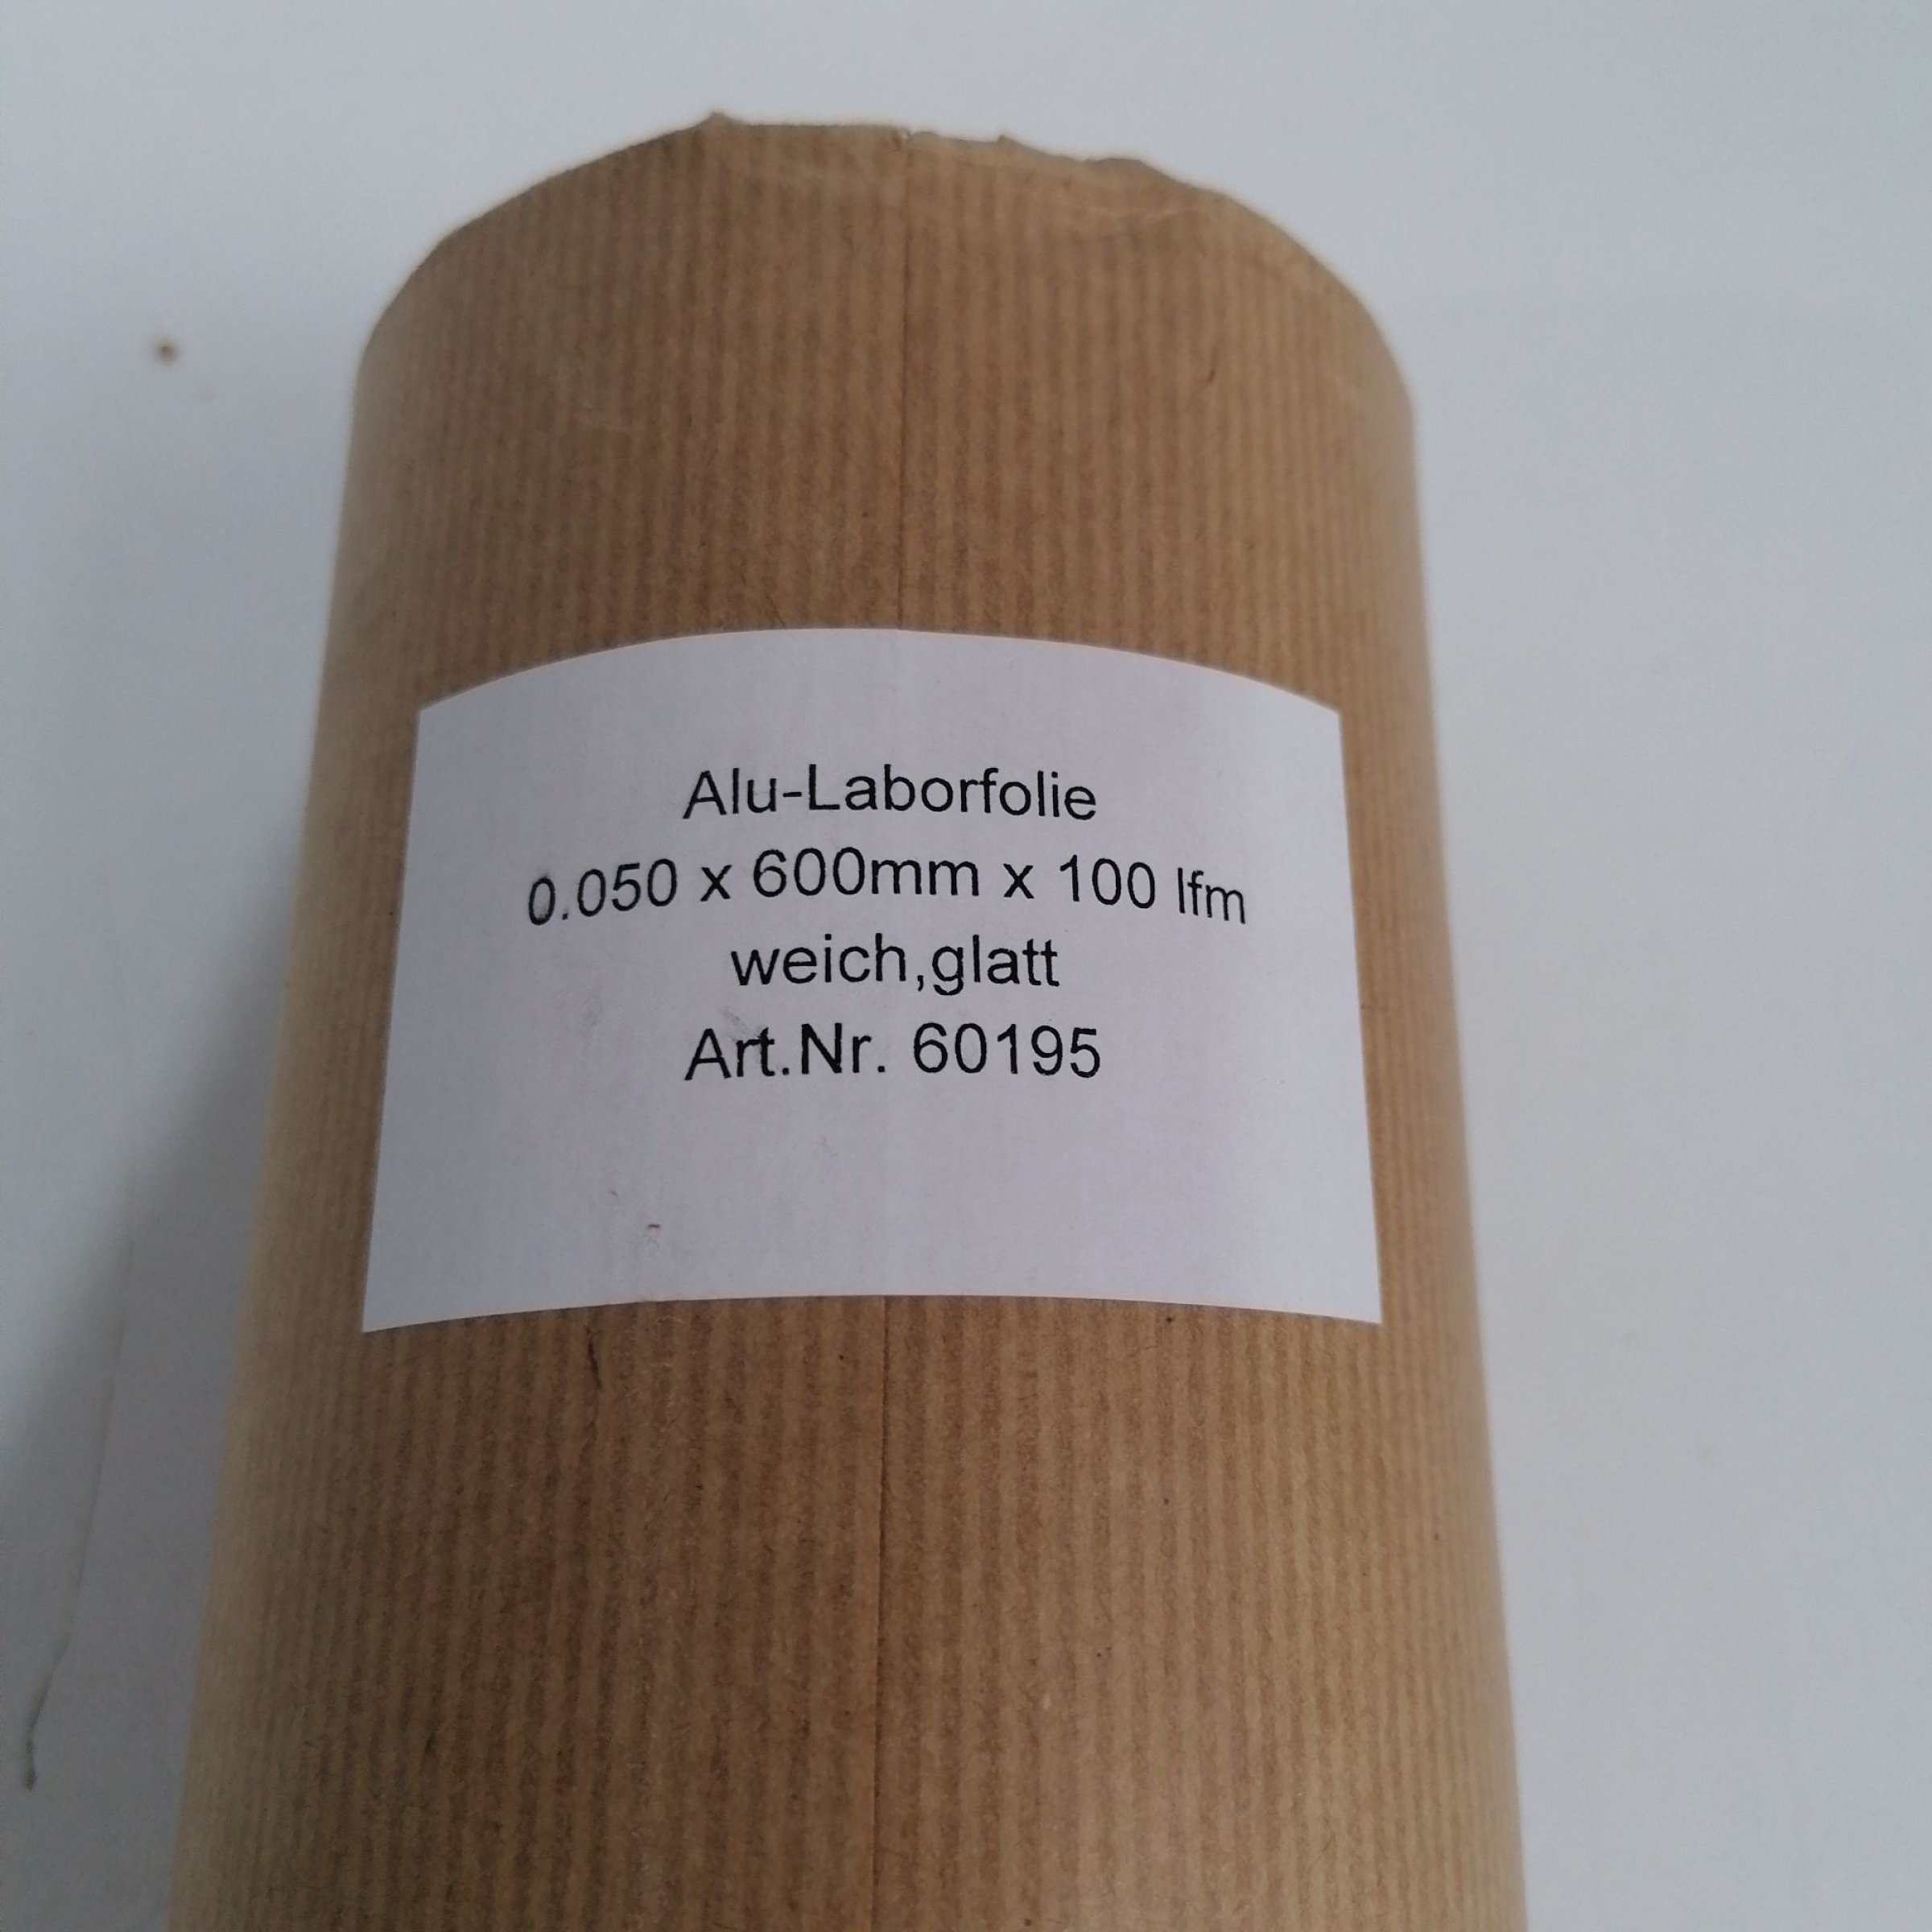 Alu-Laborfolie
0.050 x 600mm x 100 lfm
weich,glatt
Art.Nr. 60195